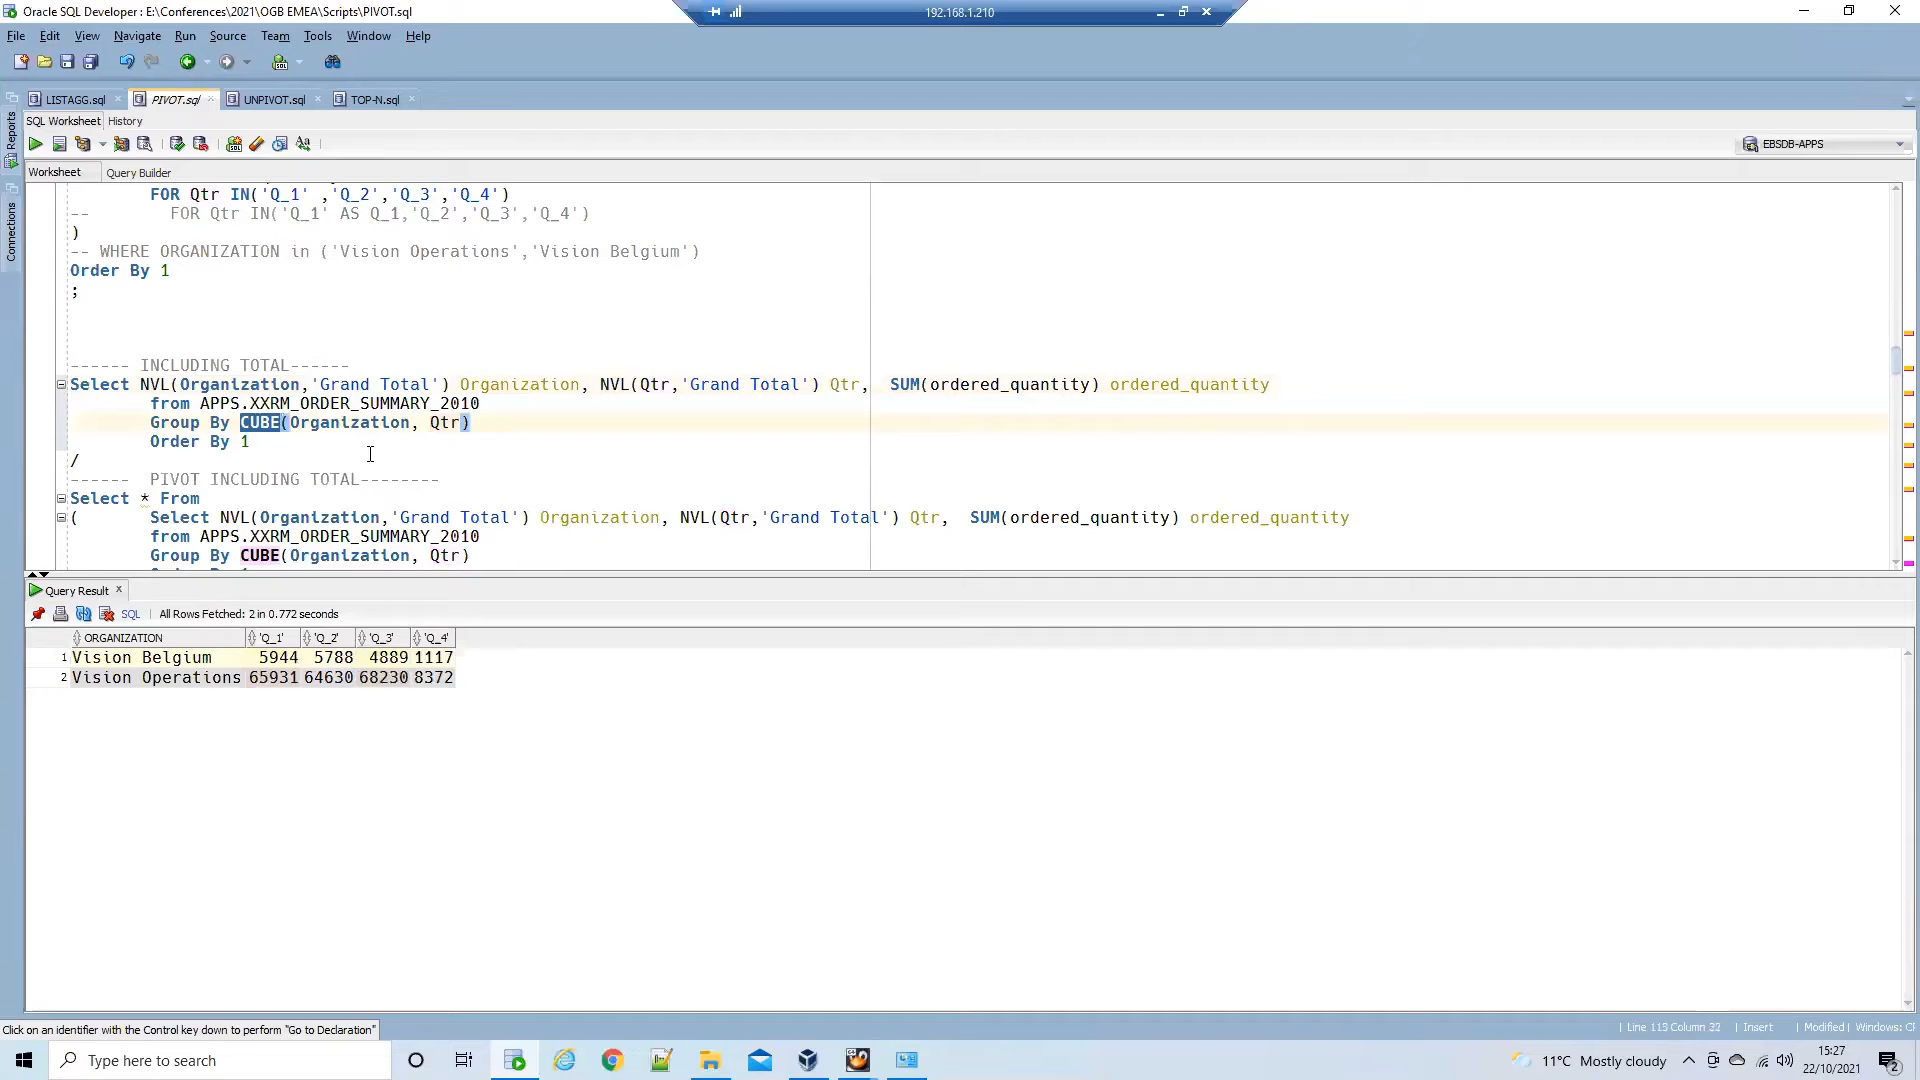 Oracle SQL Developer : E:\Conferences\2021\OGB EMEA\Scripts\PIVOT.sql
192.168.1.210
File Edit View Navigate Run Source Team Tools Window Help
LISTAGG.sql PIVOT.sql UNPIVOT.sql TOP-N.sql
Reports
Connections
SQL Worksheet History
EBSDB-APPS
Worksheet Query Builder
FOR Qtr IN('Q_1' ,'Q_2','Q_3','Q_4')
-- FOR Qtr IN('Q_1' AS Q_1,'Q_2','Q_3','Q_4')
)
-- WHERE ORGANIZATION in ('Vision Operations','Vision Belgium')
Order By 1
;
------ INCLUDING TOTAL------
Select NVL(Organization,'Grand Total') Organization, NVL(Qtr,'Grand Total') Qtr, SUM(ordered_quantity) ordered_quantity
from APPS.XXRM_ORDER_SUMMARY_2010
Group By CUBE(Organization, Qtr)
Order By 1
/
------ PIVOT INCLUDING TOTAL--------
Select * From
( Select NVL(Organization,'Grand Total') Organization, NVL(Qtr,'Grand Total') Qtr, SUM(ordered_quantity) ordered_quantity
from APPS.XXRM_ORDER_SUMMARY_2010
Group By CUBE(Organization, Qtr)
Query Result
SQL All Rows Fetched: 2 in 0.772 seconds
ORGANIZATION 'Q_1' 'Q_2' 'Q_3' 'Q_4'
1 Vision Belgium 5944 5788 4889 1117
2 Vision Operations 65931 64630 68230 8372
Click on an identifier with the Control key down to perform "Go to Declaration"
Line 113 Column 32 Insert Modified Windows: C
Type here to search
11°C Mostly cloudy
15:27
22/10/2021
2